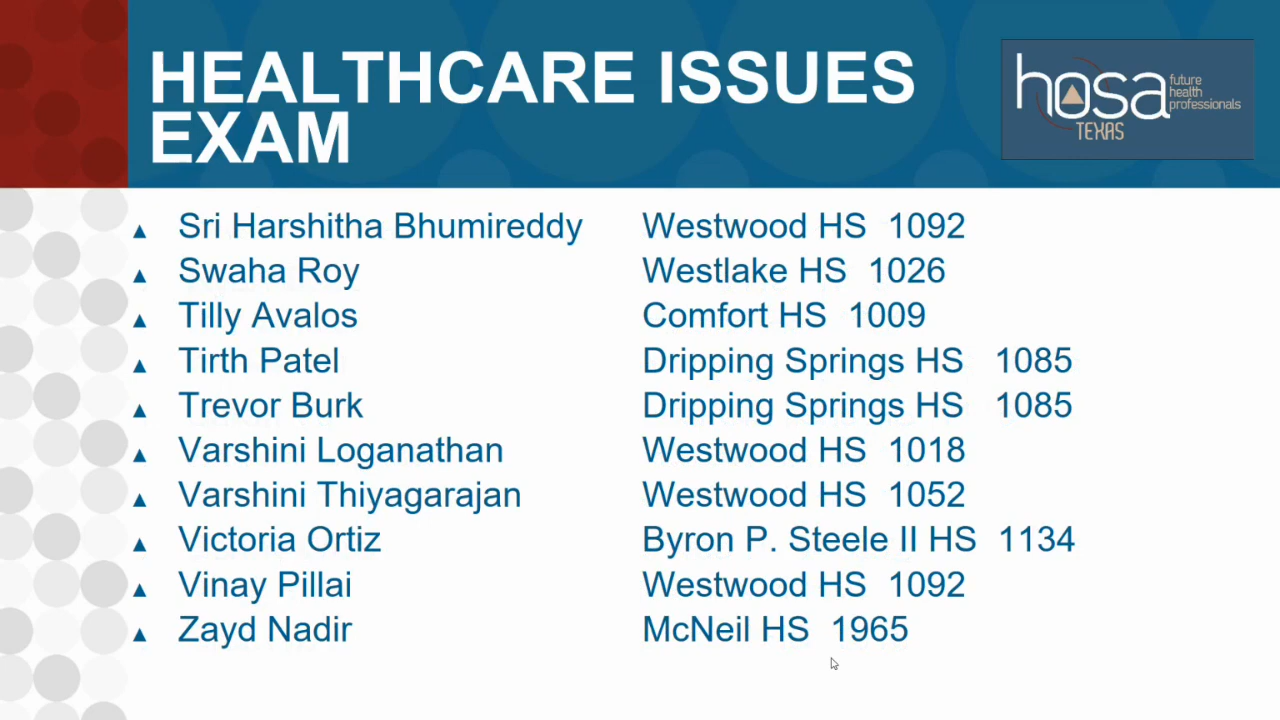 HEALTHCARE ISSUES
EXAM
hosa future health professionals
TEXAS
▲ Sri Harshitha Bhumireddy Westwood HS 1092
▲ Swaha Roy Westlake HS 1026
▲ Tilly Avalos Comfort HS 1009
▲ Tirth Patel Dripping Springs HS 1085
▲ Trevor Burk Dripping Springs HS 1085
▲ Varshini Loganathan Westwood HS 1018
▲ Varshini Thiyagarajan Westwood HS 1052
▲ Victoria Ortiz Byron P. Steele II HS 1134
▲ Vinay Pillai Westwood HS 1092
▲ Zayd Nadir McNeil HS 1965